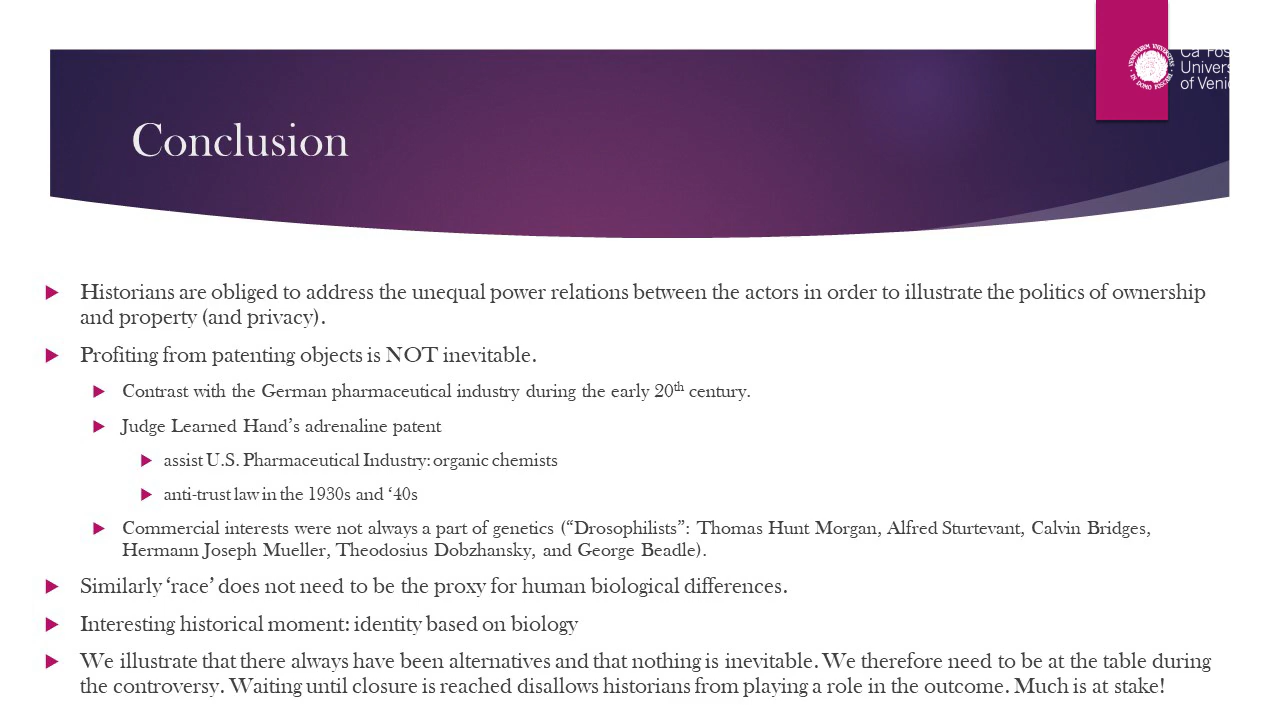 Ca' Fos
Univers
of Veni
Conclusion
Historians are obliged to address the unequal power relations between the actors in order to illustrate the politics of ownership
and property (and privacy).
Profiting from patenting objects is NOT inevitable.
Contrast with the German pharmaceutical industry during the early 20th century.
Judge Learned Hand’s adrenaline patent
assist U.S. Pharmaceutical Industry: organic chemists
anti-trust law in the 1930s and ‘40s
Commercial interests were not always a part of genetics (“Drosophilists”: Thomas Hunt Morgan, Alfred Sturtevant, Calvin Bridges,
Hermann Joseph Mueller, Theodosius Dobzhansky, and George Beadle).
Similarly ‘race’ does not need to be the proxy for human biological differences.
Interesting historical moment: identity based on biology
We illustrate that there always have been alternatives and that nothing is inevitable. We therefore need to be at the table during
the controversy. Waiting until closure is reached disallows historians from playing a role in the outcome. Much is at stake!